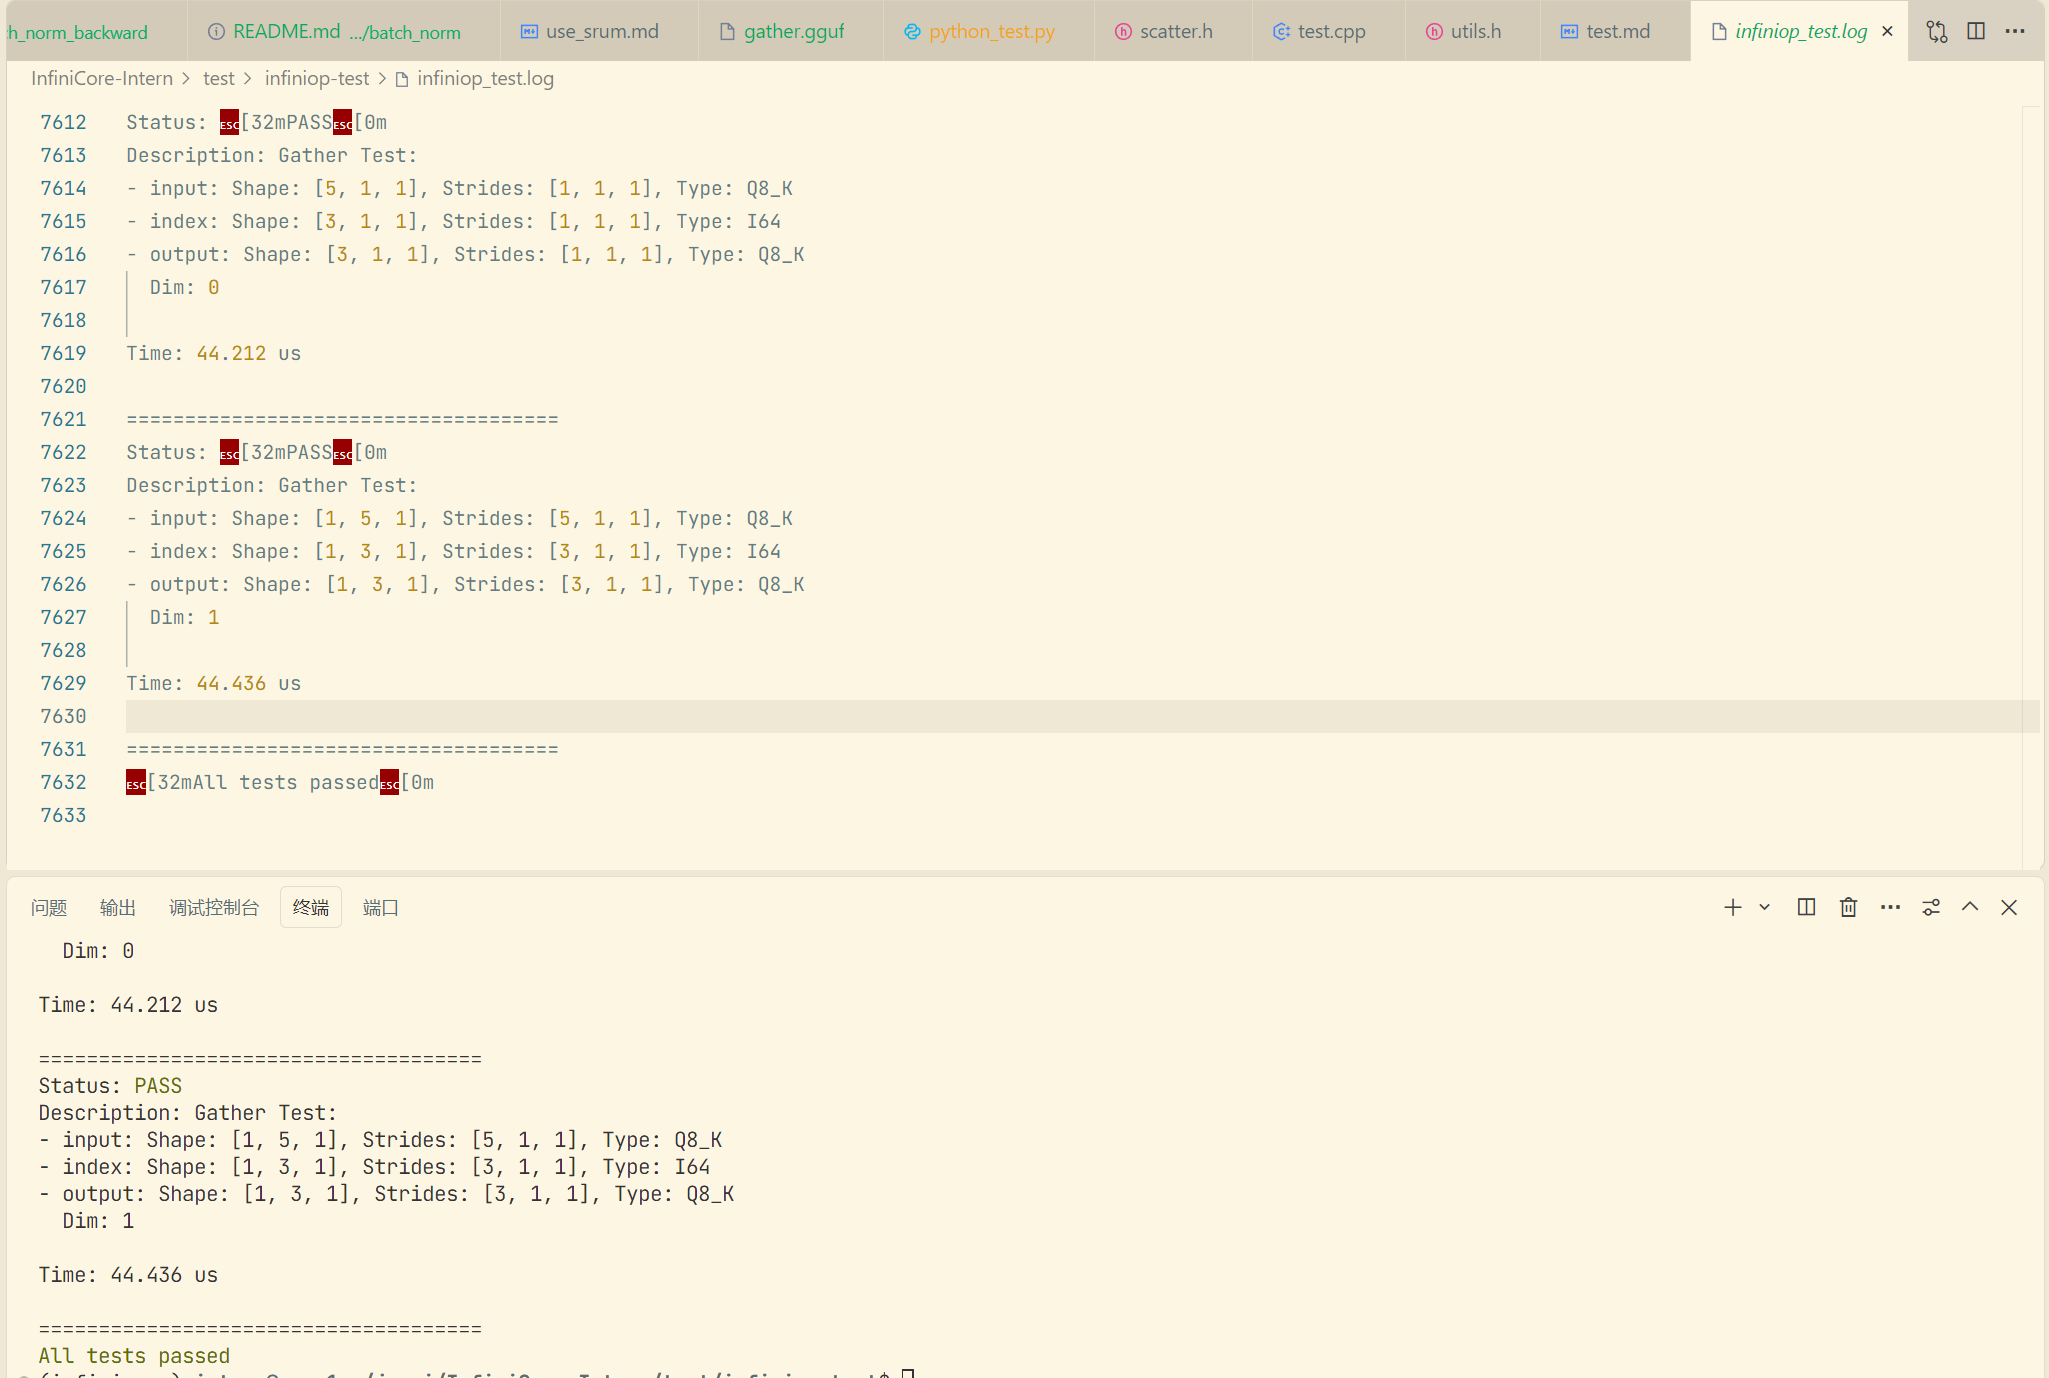 h_norm_backward README.md .../batch_norm use_srum.md gather.gguf python_test.py scatter.h test.cpp utils.h test.md infiniop_test.log
InfiniCore-Intern > test > infiniop-test > infiniop_test.log
7612 Status: ESC[32mPASSESC[0m
7613 Description: Gather Test:
7614 - input: Shape: [5, 1, 1], Strides: [1, 1, 1], Type: Q8_K
7615 - index: Shape: [3, 1, 1], Strides: [1, 1, 1], Type: I64
7616 - output: Shape: [3, 1, 1], Strides: [1, 1, 1], Type: Q8_K
7617 Dim: 0
7618
7619 Time: 44.212 us
7620
7621 =====================================
7622 Status: ESC[32mPASSESC[0m
7623 Description: Gather Test:
7624 - input: Shape: [1, 5, 1], Strides: [5, 1, 1], Type: Q8_K
7625 - index: Shape: [1, 3, 1], Strides: [3, 1, 1], Type: I64
7626 - output: Shape: [1, 3, 1], Strides: [3, 1, 1], Type: Q8_K
7627 Dim: 1
7628
7629 Time: 44.436 us
7630
7631 =====================================
7632 ESC[32mAll tests passedESC[0m
7633
问题 输出 调试控制台 终端 端口
Dim: 0
Time: 44.212 us
=====================================
Status: PASS
Description: Gather Test:
- input: Shape: [1, 5, 1], Strides: [5, 1, 1], Type: Q8_K
- index: Shape: [1, 3, 1], Strides: [3, 1, 1], Type: I64
- output: Shape: [1, 3, 1], Strides: [3, 1, 1], Type: Q8_K
Dim: 1
Time: 44.436 us
=====================================
All tests passed